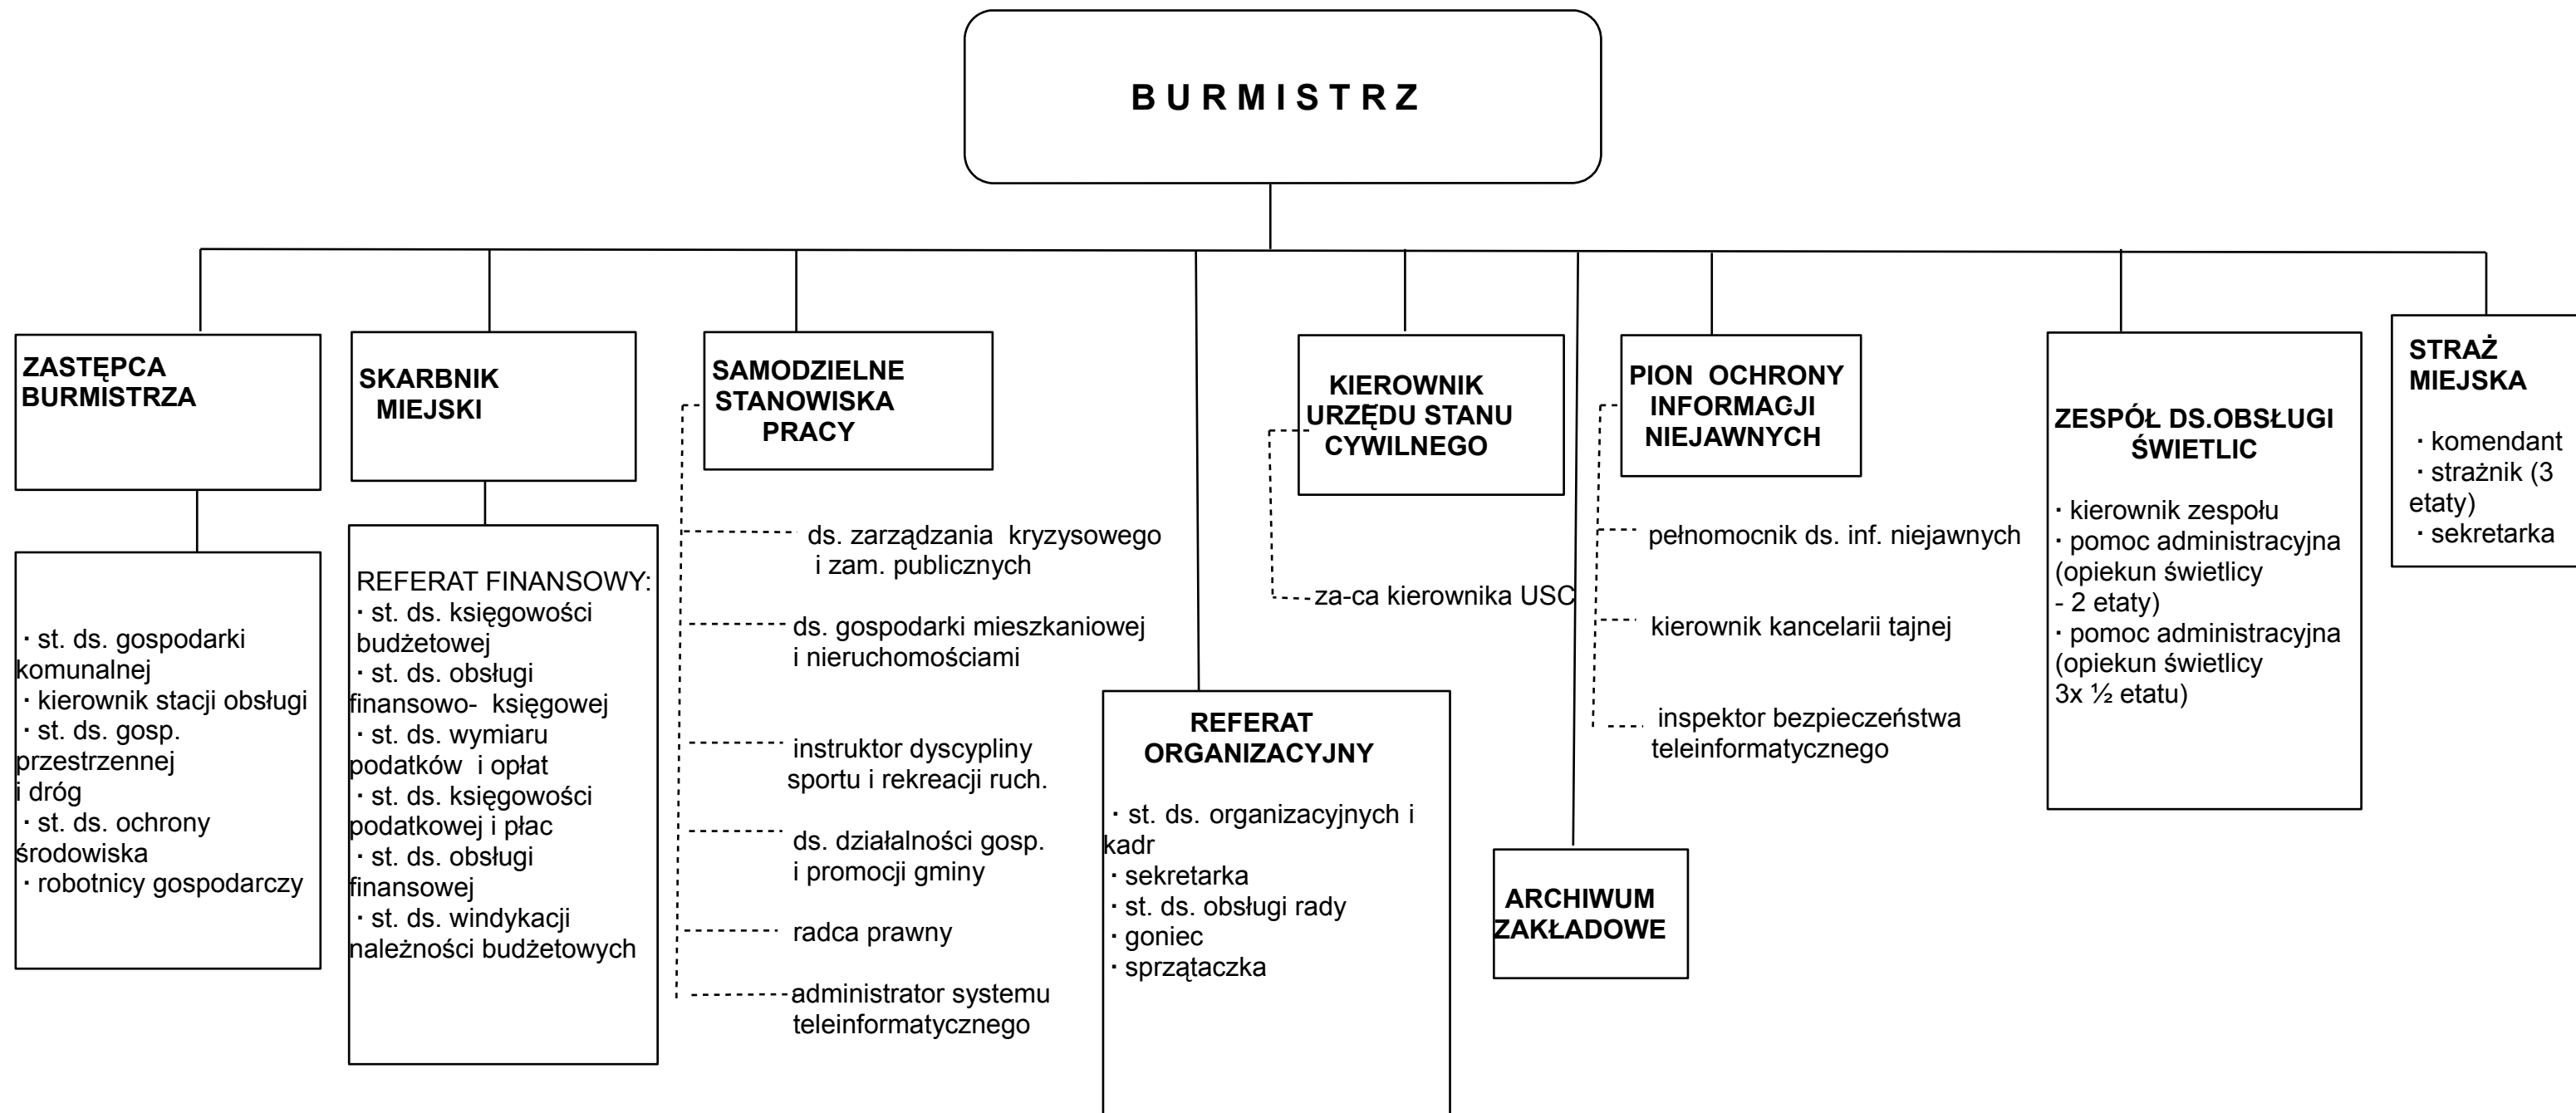 B U R M I S T R Z
ZASTĘPCA
BURMISTRZA
· st. ds. gospodarki
komunalnej
· kierownik stacji obsługi
· st. ds. gosp.
przestrzennej
i dróg
· st. ds. ochrony
środowiska
· robotnicy gospodarczy
SKARBNIK
MIEJSKI
REFERAT FINANSOWY:
· st. ds. księgowości
budżetowej
· st. ds. obsługi
finansowo- księgowej
· st. ds. wymiaru
podatków i opłat
· st. ds. księgowości
podatkowej i płac
· st. ds. obsługi
finansowej
· st. ds. windykacji
należności budżetowych
SAMODZIELNE
STANOWISKA
PRACY
ds. zarządzania kryzysowego
i zam. publicznych
ds. gospodarki mieszkaniowej
i nieruchomościami
instruktor dyscypliny
sportu i rekreacji ruch.
ds. działalności gosp.
i promocji gminy
radca prawny
administrator systemu
teleinformatycznego
REFERAT
ORGANIZACYJNY
· st. ds. organizacyjnych i
kadr
· sekretarka
· st. ds. obsługi rady
· goniec
· sprzątaczka
KIEROWNIK
URZĘDU STANU
CYWILNEGO
za-ca kierownika USC
ARCHIWUM
ZAKŁADOWE
PION OCHRONY
INFORMACJI
NIEJAWNYCH
pełnomocnik ds. inf. niejawnych
kierownik kancelarii tajnej
inspektor bezpieczeństwa
teleinformatycznego
ZESPÓŁ DS.OBSŁUGI
ŚWIETLIC
· kierownik zespołu
· pomoc administracyjna
(opiekun świetlicy
- 2 etaty)
· pomoc administracyjna
(opiekun świetlicy
3x ½ etatu)
STRAŻ
MIEJSKA
· komendant
· strażnik (3
etaty)
· sekretarka